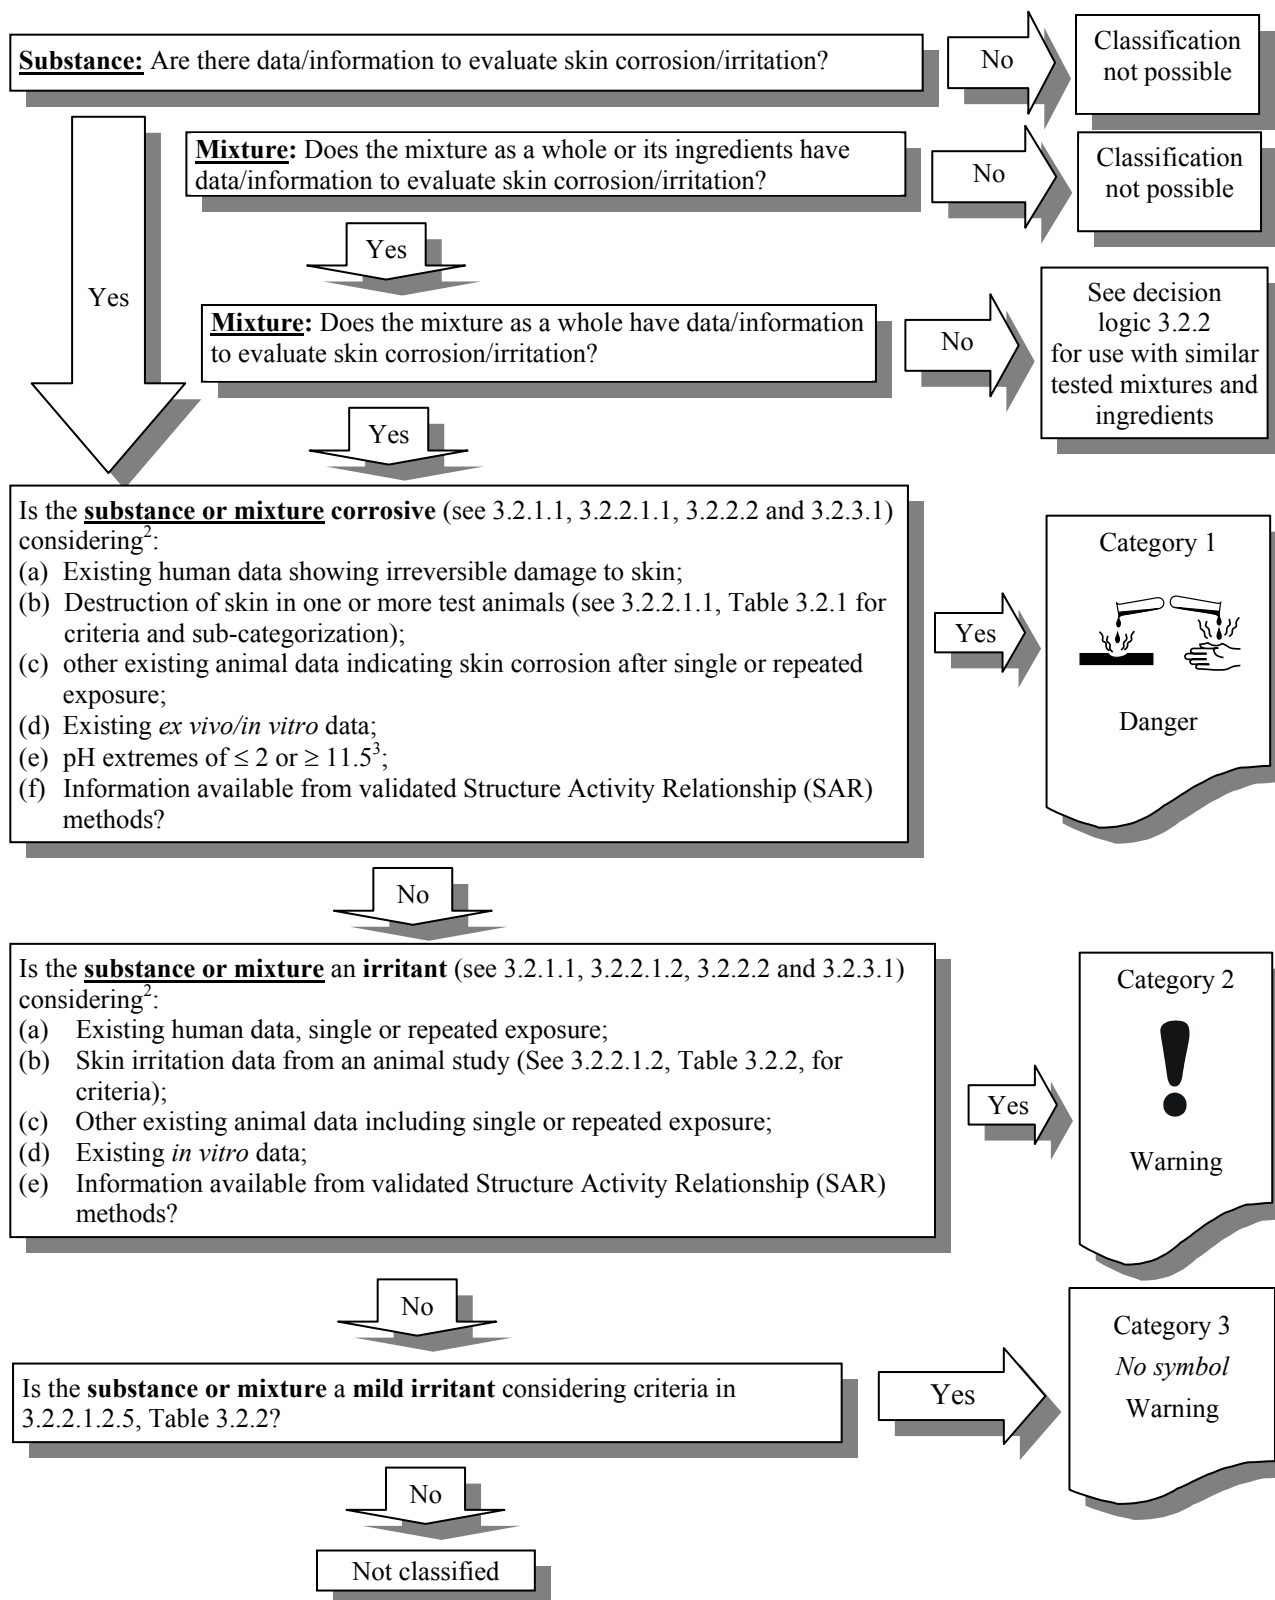 Substance: Are there data/information to evaluate skin corrosion/irritation?
No
Classification
not possible
Mixture: Does the mixture as a whole or its ingredients have
data/information to evaluate skin corrosion/irritation?
No
Classification
not possible
Yes
Yes
Mixture: Does the mixture as a whole have data/information
to evaluate skin corrosion/irritation?
No
See decision
logic 3.2.2
for use with similar
tested mixtures and
ingredients
Yes
Is the substance or mixture corrosive (see 3.2.1.1, 3.2.2.1.1, 3.2.2.2 and 3.2.3.1)
considering²:
(a) Existing human data showing irreversible damage to skin;
(b) Destruction of skin in one or more test animals (see 3.2.2.1.1, Table 3.2.1 for
criteria and sub-categorization);
(c) other existing animal data indicating skin corrosion after single or repeated
exposure;
(d) Existing ex vivo/in vitro data;
(e) pH extremes of ≤ 2 or ≥ 11.5³;
(f) Information available from validated Structure Activity Relationship (SAR)
methods?
Yes
Category 1
Danger
No
Is the substance or mixture an irritant (see 3.2.1.1, 3.2.2.1.2, 3.2.2.2 and 3.2.3.1)
considering²:
(a) Existing human data, single or repeated exposure;
(b) Skin irritation data from an animal study (See 3.2.2.1.2, Table 3.2.2, for
criteria);
(c) Other existing animal data including single or repeated exposure;
(d) Existing in vitro data;
(e) Information available from validated Structure Activity Relationship (SAR)
methods?
Yes
Category 2
Warning
No
Is the substance or mixture a mild irritant considering criteria in
3.2.2.1.2.5, Table 3.2.2?
Yes
Category 3
No symbol
Warning
No
Not classified